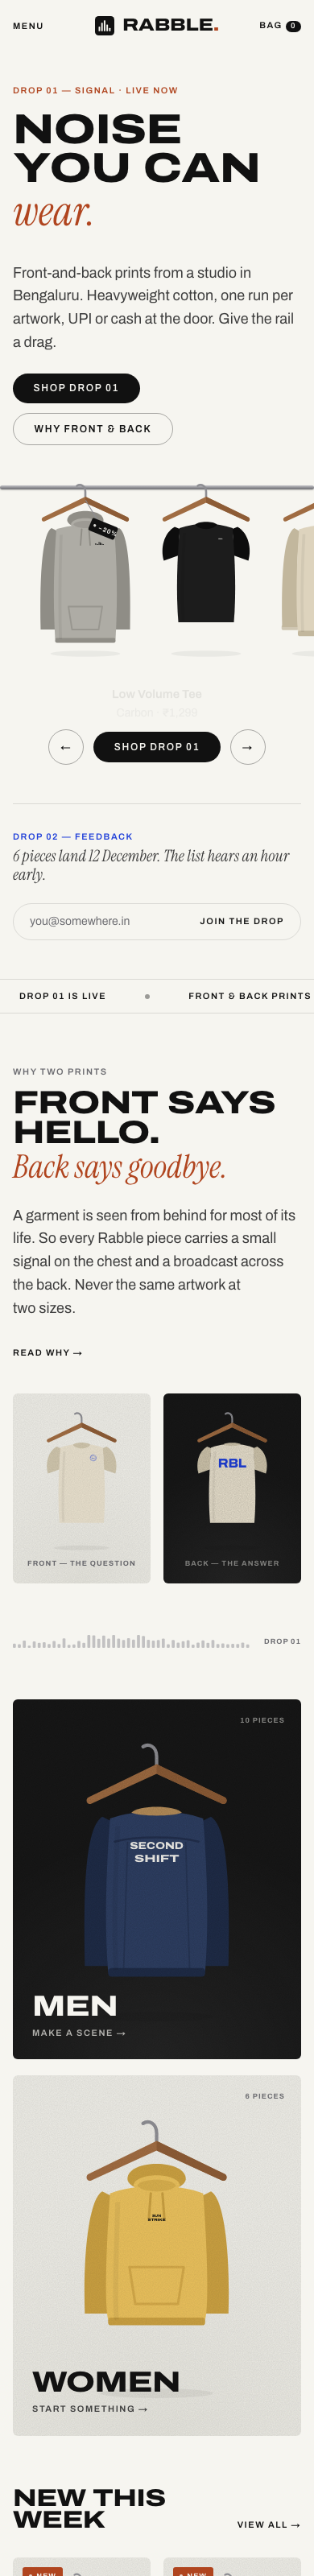 MENU
RABBLE.
BAG 0
DROP 01 — SIGNAL · LIVE NOW
NOISE
YOU CAN
wear.
Front-and-back prints from a studio in
Bengaluru. Heavyweight cotton, one run per
artwork, UPI or cash at the door. Give the rail
a drag.
SHOP DROP 01
WHY FRONT & BACK
−20%
Low Volume Tee
Carbon · ₹1,299
←
SHOP DROP 01
→
DROP 02 — FEEDBACK
6 pieces land 12 December. The list hears an hour
early.
you@somewhere.in
JOIN THE DROP
DROP 01 IS LIVE
FRONT & BACK PRINTS
WHY TWO PRINTS
FRONT SAYS
HELLO.
Back says goodbye.
A garment is seen from behind for most of its
life. So every Rabble piece carries a small
signal on the chest and a broadcast across
the back. Never the same artwork at
two sizes.
READ WHY →
RBL
FRONT — THE QUESTION
BACK — THE ANSWER
DROP 01
10 PIECES
SECOND
SHIFT
MEN
MAKE A SCENE →
6 PIECES
SUN
STRIKE
WOMEN
START SOMETHING →
NEW THIS
WEEK
VIEW ALL →
NEW
NEW